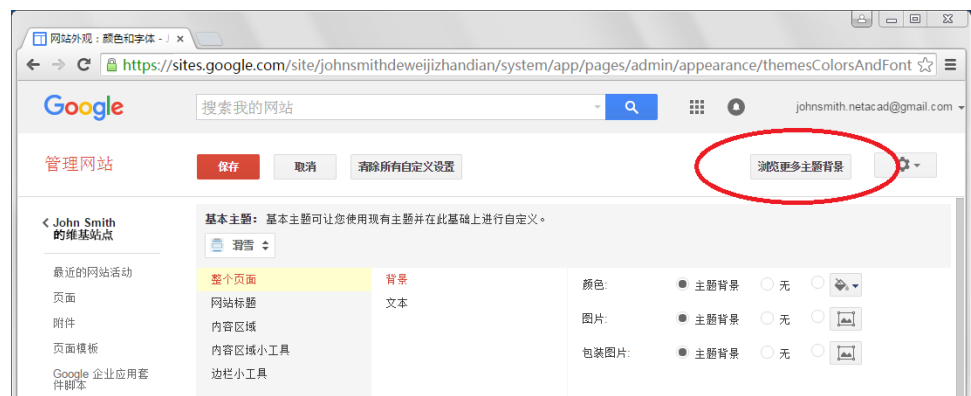 网站外观：颜色和字体 - J
https://sites.google.com/site/johnsmithdeweijizhandian/system/app/pages/admin/appearance/themesColorsAndFont
Google 搜索我的网站 johnsmith.netacad@gmail.com
管理网站 保存 取消 清除所有自定义设置 浏览更多主题背景
John Smith
的维基站点
基本主题：基本主题可让您使用现有主题并在此基础上进行自定义。
滑雪
最近的网站活动
页面
附件
页面模板
Google 企业应用套
件脚本
整个页面 背景
网站标题 文本
内容区域
内容区域小工具
边栏小工具
颜色: 主题背景 无
图片: 主题背景 无
包装图片: 主题背景 无